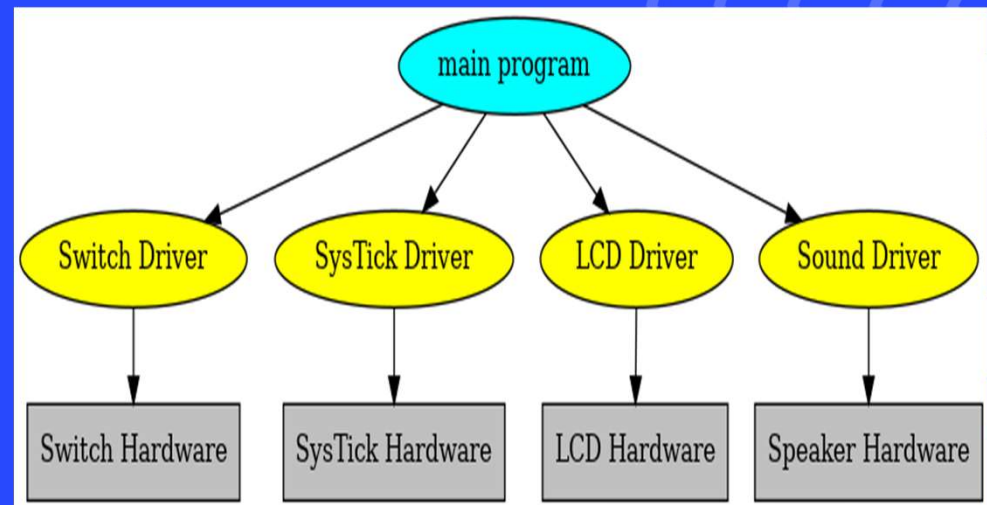 main program
Switch Driver
SysTick Driver
LCD Driver
Sound Driver
Switch Hardware
SysTick Hardware
LCD Hardware
Speaker Hardware